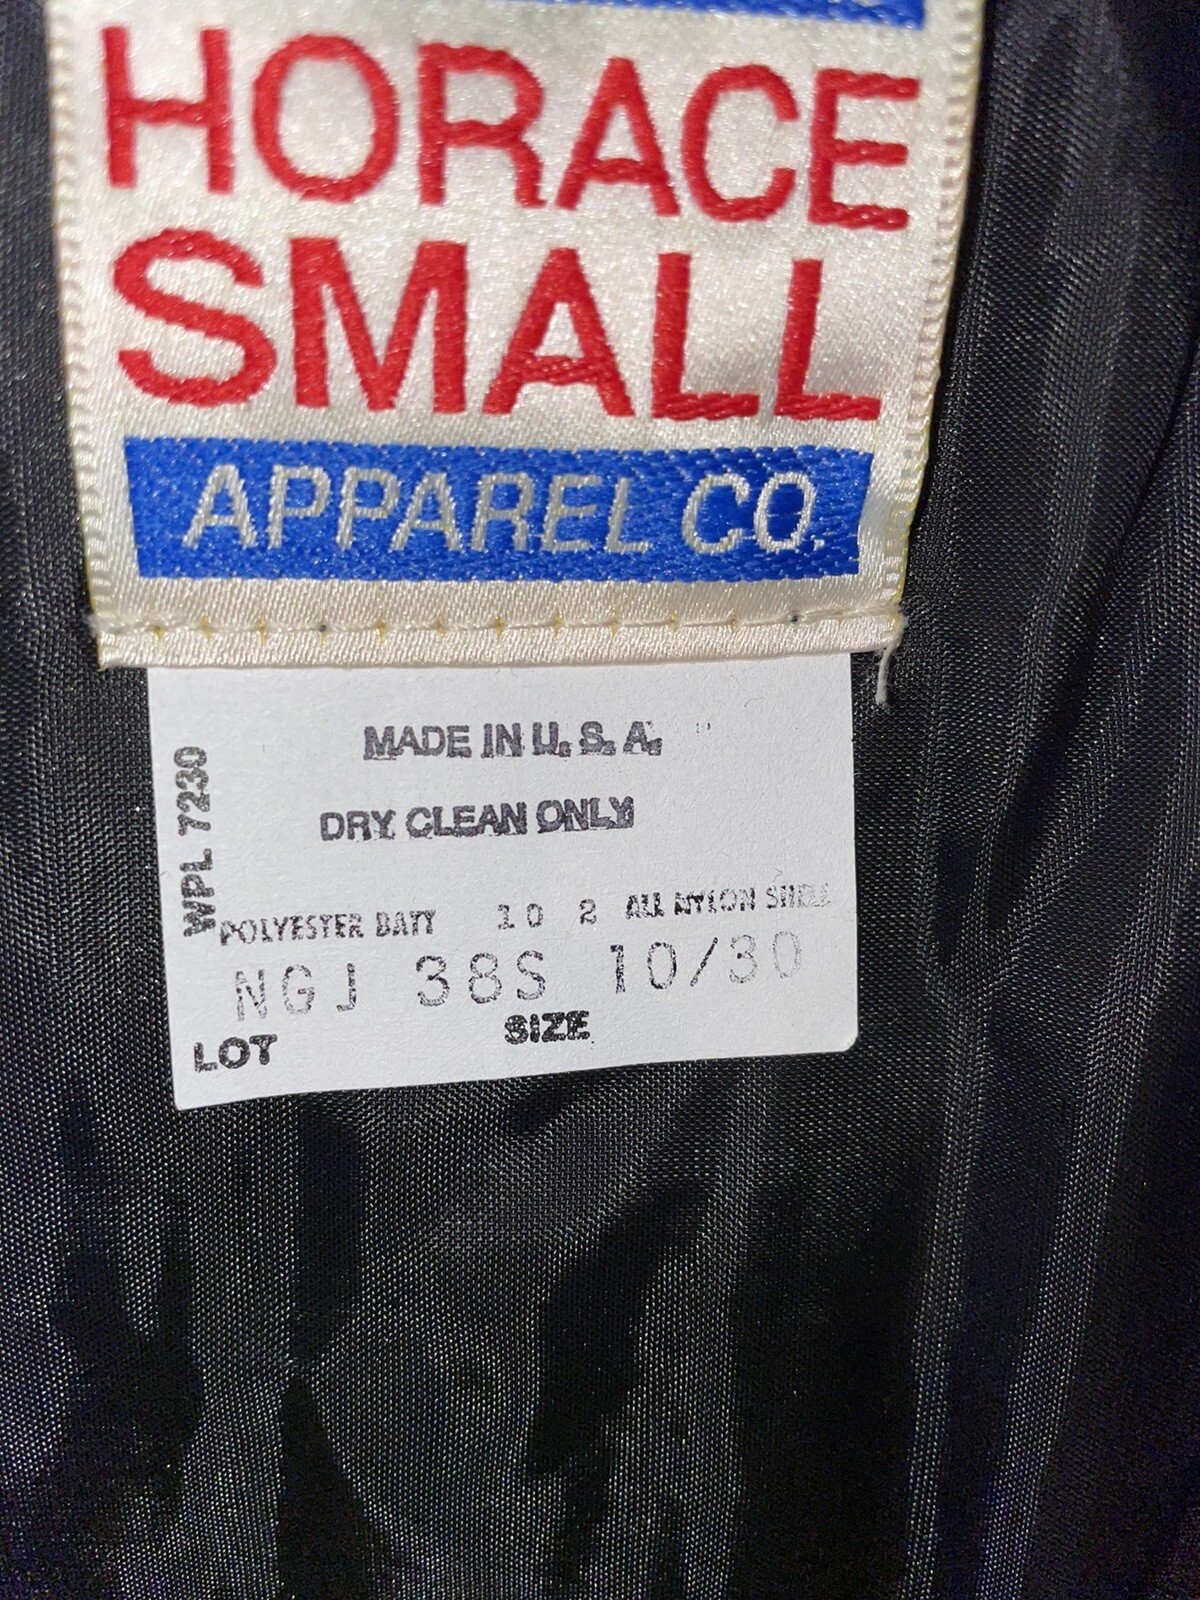 HORACE
SMALL
APPAREL CO.
MADE IN U.S.A.
DRY CLEAN ONLY
WPL 7230
POLYESTER BATT 10 2 ALL NYLON SHELL
NGJ 38S 10/30
LOT SIZE